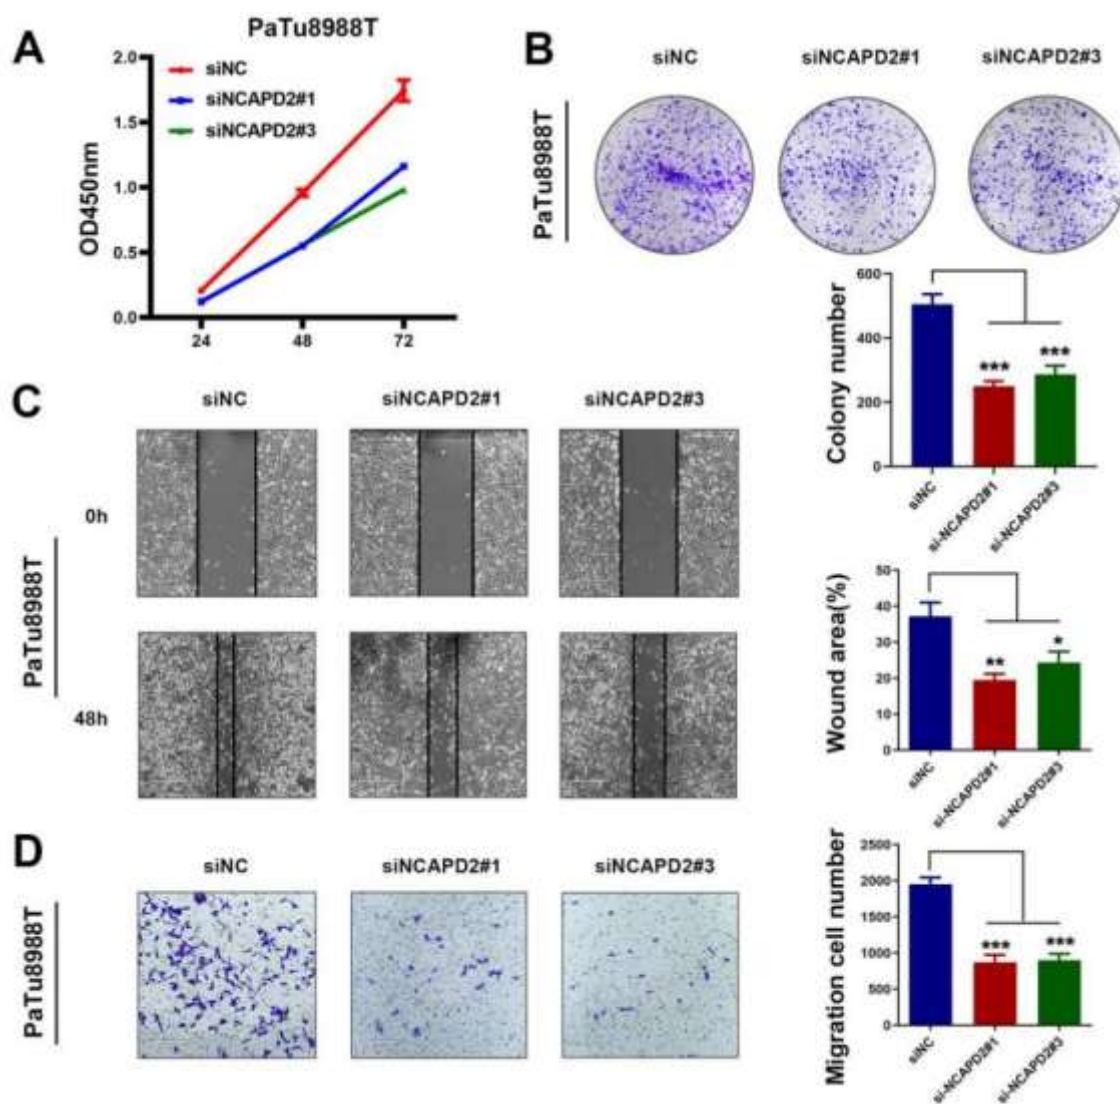 A
PaTu8988T
siNC
siNCAPD2#1
siNCAPD2#3
OD450nm
2.0
1.5
1.0
0.5
0.0
24 48 72
B
siNC siNCAPD2#1 siNCAPD2#3
PaTu8988T
Colony number
600
400
200
0
*** ***
siNC si-NCAPD2#1 si-NCAPD2#3
C
siNC siNCAPD2#1 siNCAPD2#3
0h
PaTu8988T
48h
Wound area(%)
50
40
30
20
10
0
** *
siNC si-NCAPD2#1 si-NCAPD2#3
D
siNC siNCAPD2#1 siNCAPD2#3
PaTu8988T
Migration cell number
2500
2000
1500
1000
500
0
*** ***
siNC si-NCAPD2#1 si-NCAPD2#3